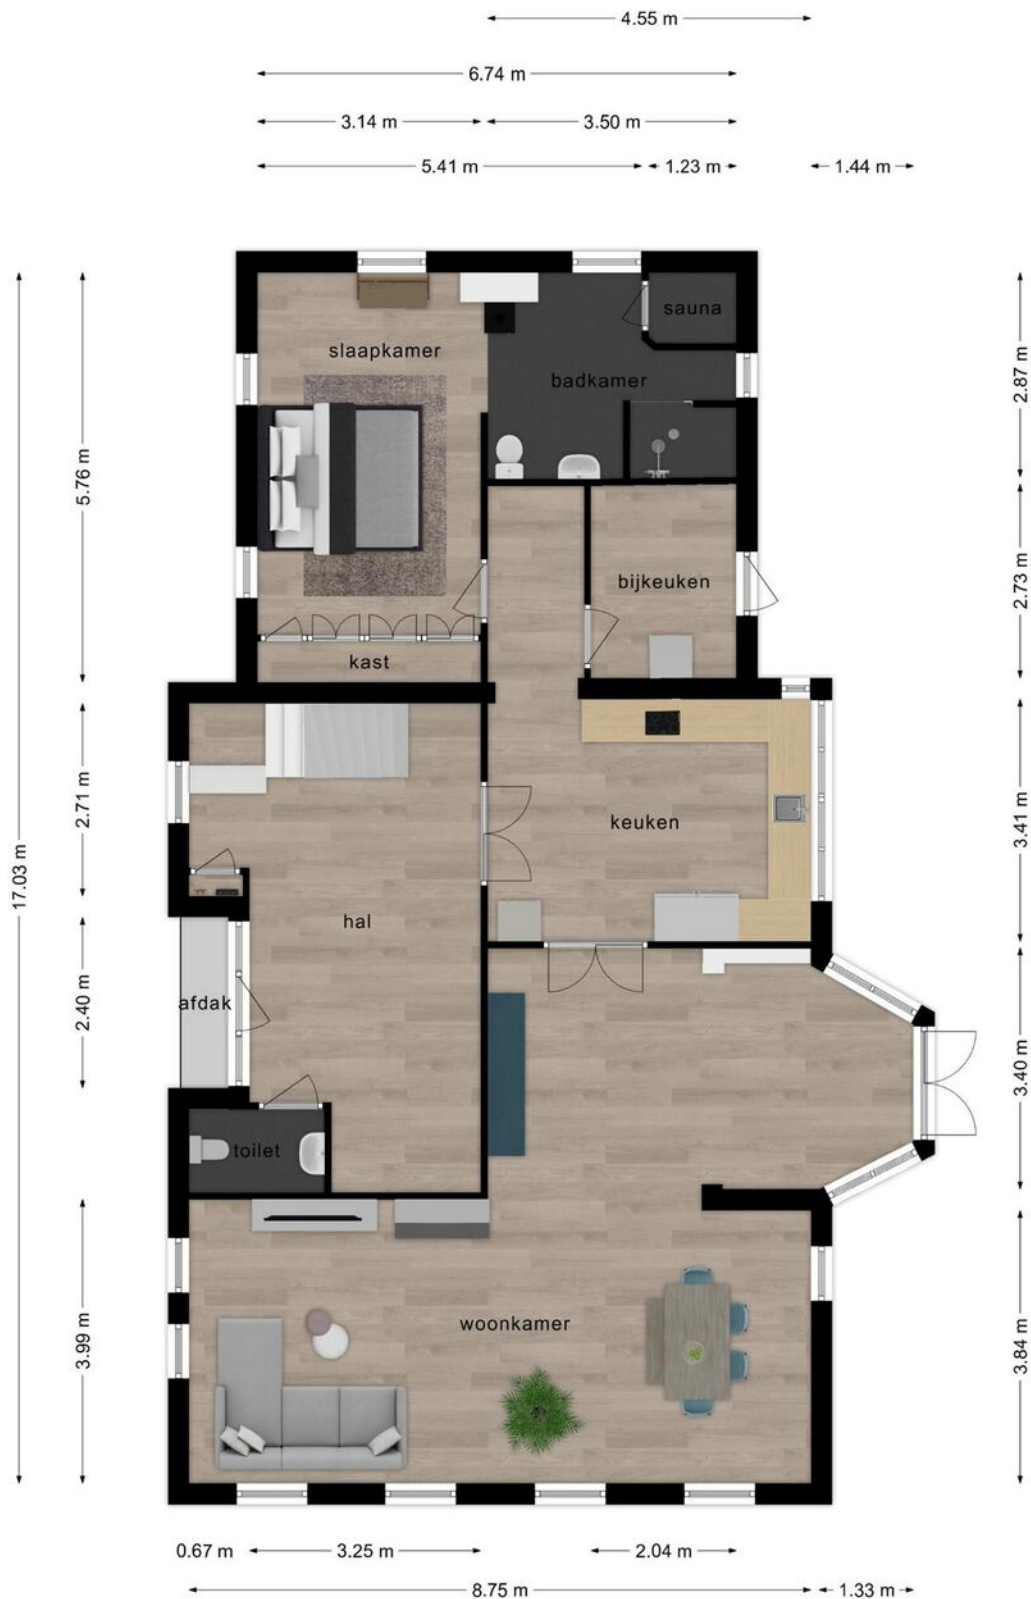 4.55 m
6.74 m
3.14 m
3.50 m
5.41 m
1.23 m
1.44 m
sauna
slaapkamer
badkamer
2.87 m
5.76 m
bijkeuken
2.73 m
kast
2.71 m
keuken
3.41 m
17.03 m
hal
afdak
2.40 m
3.40 m
toilet
woonkamer
3.99 m
3.84 m
0.67 m
3.25 m
2.04 m
8.75 m
1.33 m